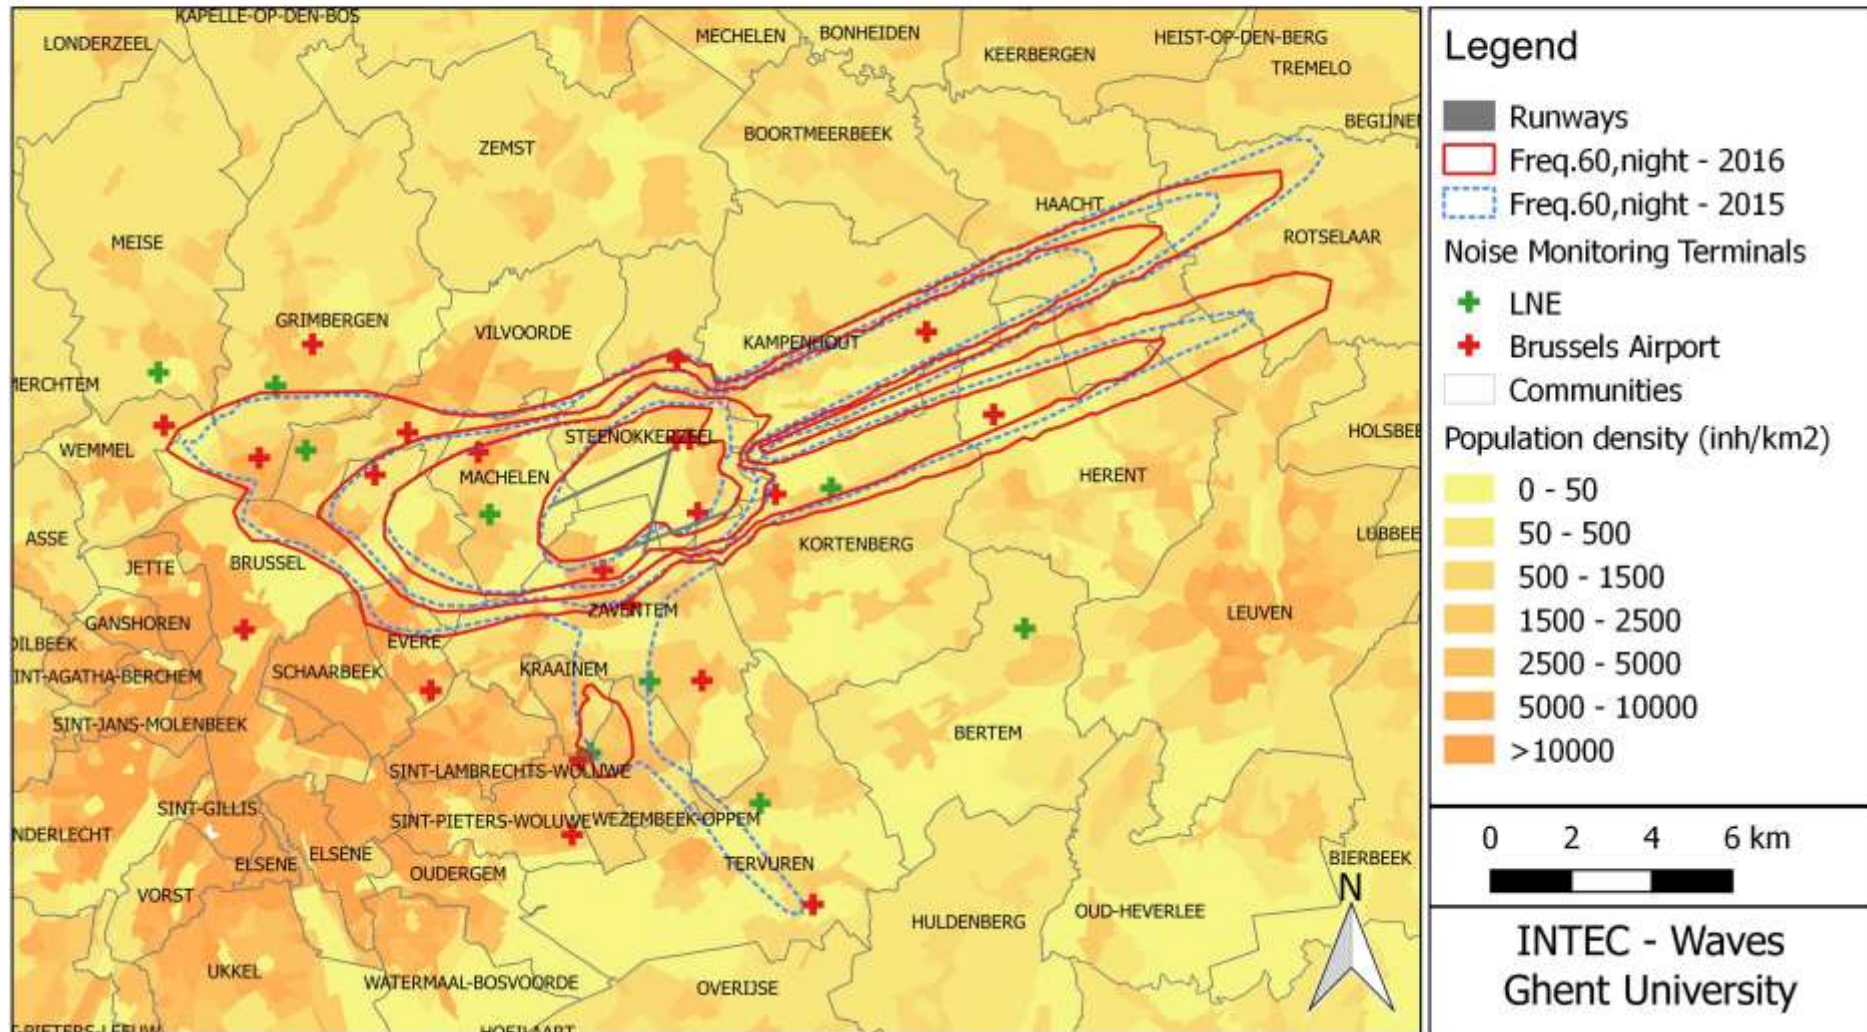 KAPELLE-OP-DEN-BOS
LONDERZEEL
MECHELEN
BONHEIDEN
KEERBERGEN
HEIST-OP-DEN-BERG
TREMELO
BEGIJNE
ZEMST
BOORTMEERBEEK
HAACHT
ROTSELAAR
MEISE
GRIMBERGEN
VILVOORDE
KAMPENHOUT
MERCHTEM
WEMMEL
STEENOKKERZEEL
HOLSBEE
MACHELEN
HERENT
ASSE
JETTE
BRUSSEL
KORTENBERG
LUBBEE
GANSHOREN
ZAVENTEM
LEUVEN
DILBEEK
EVERE
SCHAARBEEK
KRAAINEM
INT-AGATHA-BERCHEM
SINT-JANS-MOLENBEEK
BERTEM
SINT-LAMBRECHTS-WOLUWE
SINT-GILLIS
SINT-PIETERS-WOLUWE
WEZEMBEEK-OPPEM
NDERLECHT
ELSENE
ELSENE
OUDERGEM
TERVUREN
BIERBEEK
VORST
HULDENBERG
OUD-HEVERLEE
UKKEL
WATERMAAL-BOSVOORDE
OVERIJSE
T-PIETERS-LEEUW
HOEILAART
N
Legend
Runways
Freq.60,night - 2016
Freq.60,night - 2015
Noise Monitoring Terminals
LNE
Brussels Airport
Communities
Population density (inh/km2)
0 - 50
50 - 500
500 - 1500
1500 - 2500
2500 - 5000
5000 - 10000
>10000
0 2 4 6 km
INTEC - Waves
Ghent University